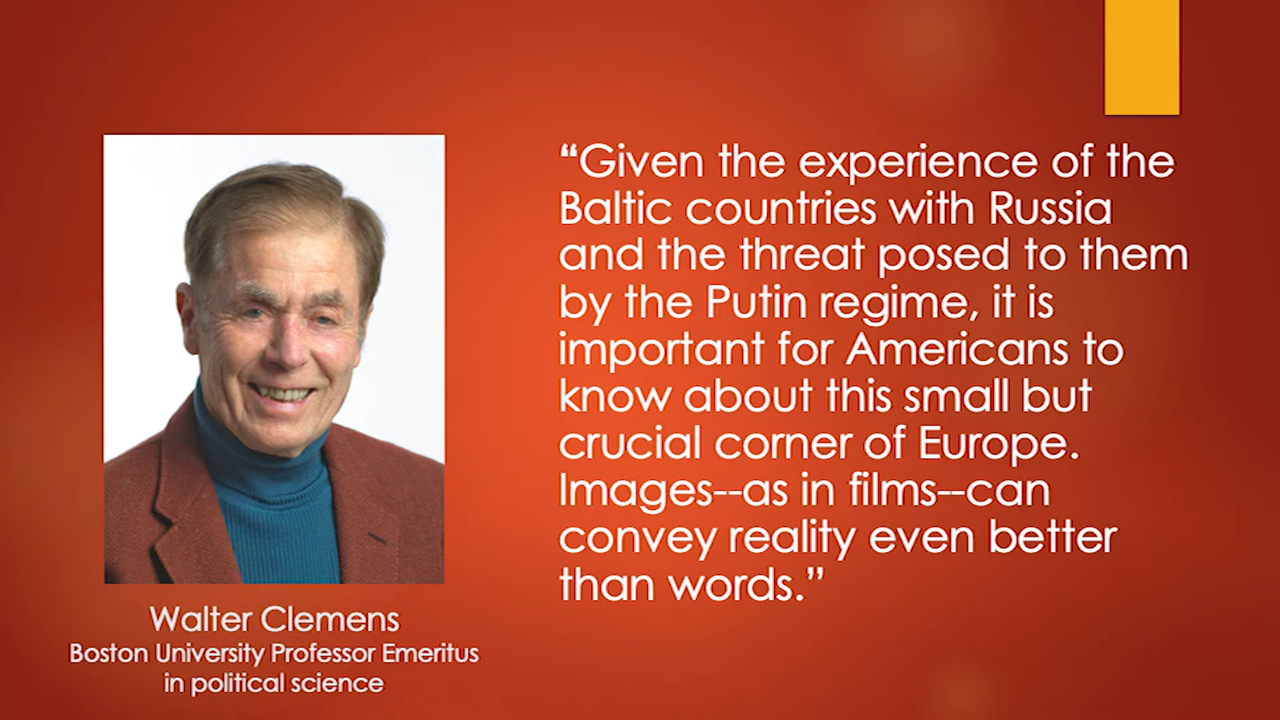 “Given the experience of the
Baltic countries with Russia
and the threat posed to them
by the Putin regime, it is
important for Americans to
know about this small but
crucial corner of Europe.
Images--as in films--can
convey reality even better
than words.”
Walter Clemens
Boston University Professor Emeritus
in political science